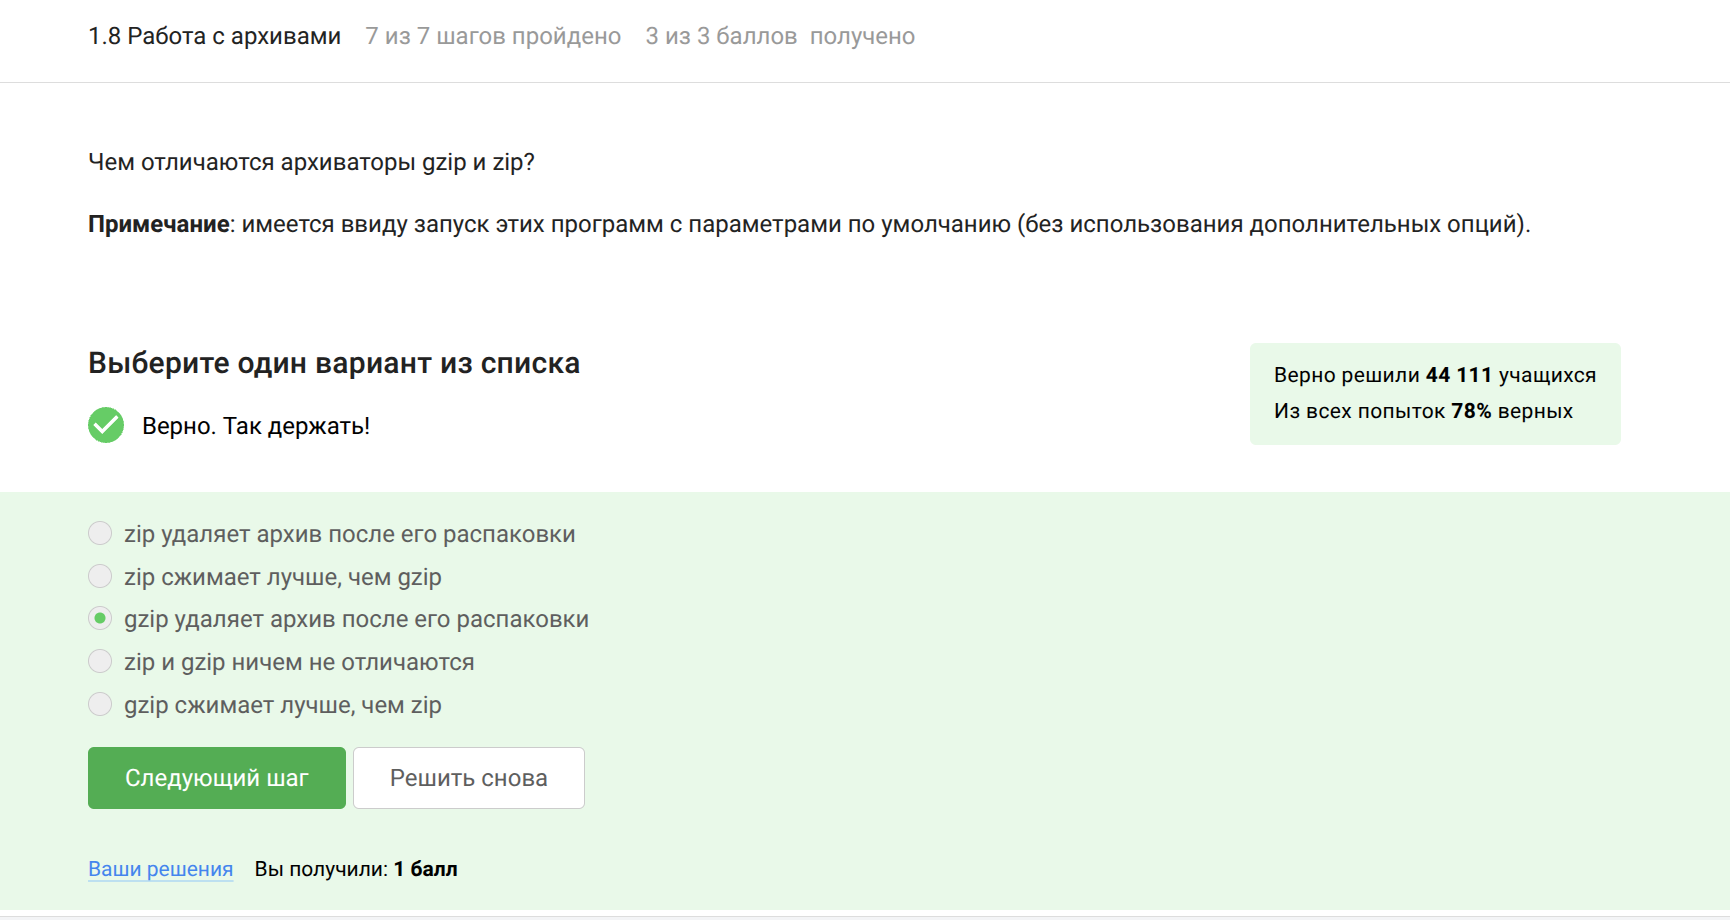 1.8 Работа с архивами 7 из 7 шагов пройдено 3 из 3 баллов получено
Чем отличаются архиваторы gzip и zip?
Примечание: имеется ввиду запуск этих программ с параметрами по умолчанию (без использования дополнительных опций).
Выберите один вариант из списка
Верно. Так держать!
Верно решили 44 111 учащихся
Из всех попыток 78% верных
zip удаляет архив после его распаковки
zip сжимает лучше, чем gzip
gzip удаляет архив после его распаковки
zip и gzip ничем не отличаются
gzip сжимает лучше, чем zip
Следующий шаг Решить снова
Ваши решения Вы получили: 1 балл